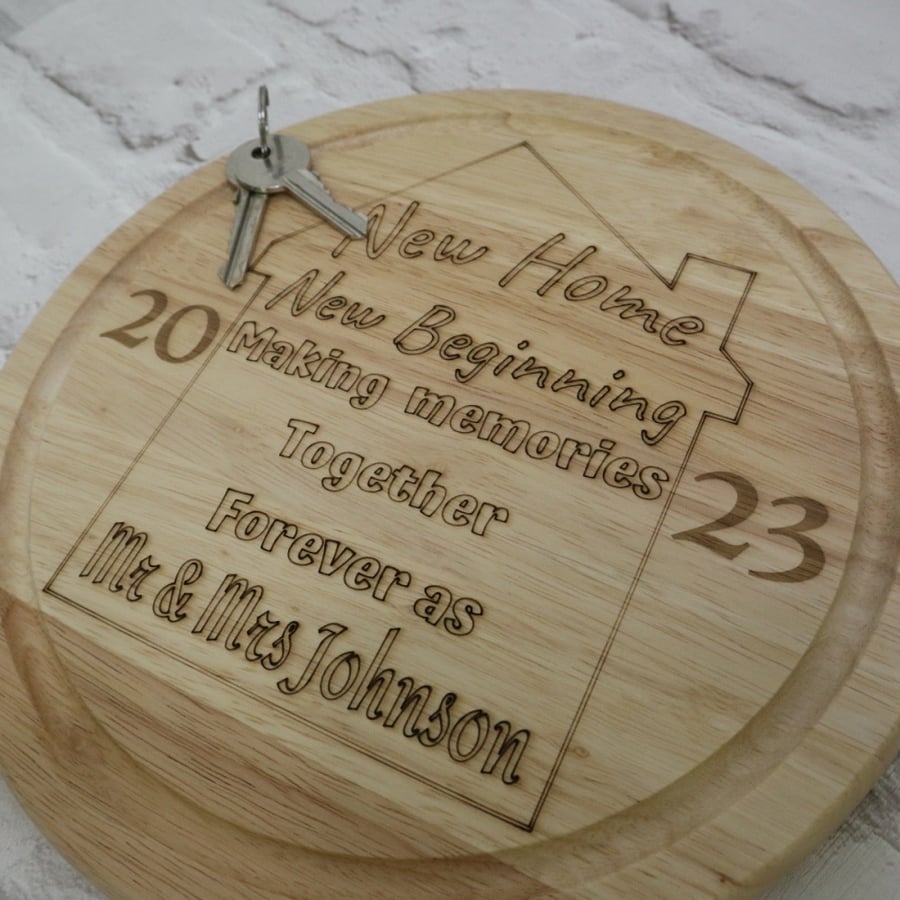 New Home
New Beginning
20
Making memories
23
Together
Forever as
Mr & Mrs Johnson